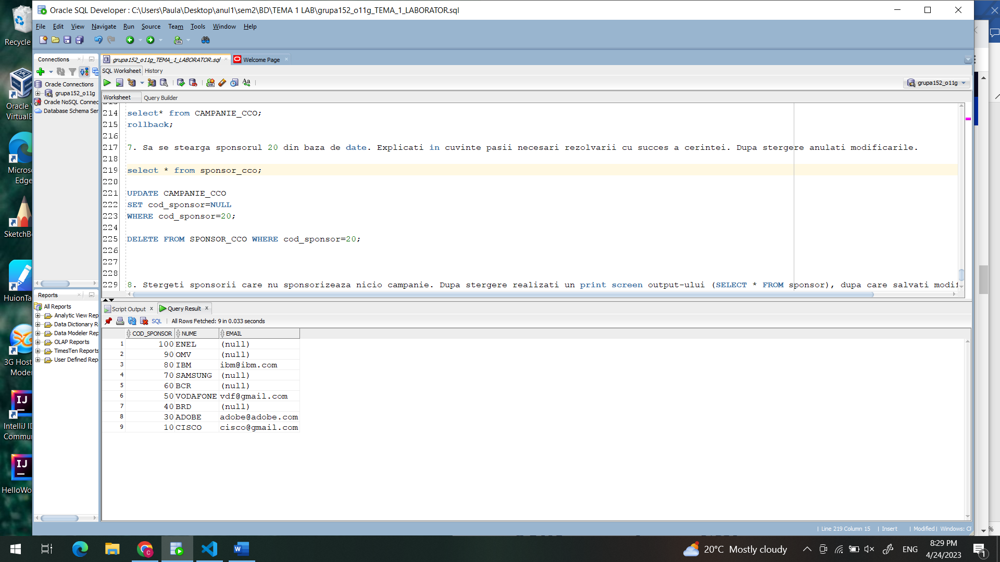 Oracle SQL Developer : C:\Users\Paula\Desktop\anul1\sem2\BD\TEMA 1 LAB\grupa152_o11g_TEMA_1_LABORATOR.sql
File Edit View Navigate Run Source Team Tools Window Help
Recycle
Oracle
VirtualB
Micros
Edge
SketchB
HuionTa
3G Host
Moder
IntelliJ ID
Commu
HelloWo
Connections
Oracle Connections
grupa152_o11g
Oracle NoSQL Connec
Database Schema Ser
Reports
All Reports
Analytic View Rep
Data Dictionary R
Data Modeler Rep
OLAP Reports
TimesTen Reports
User Defined Rep
grupa152_o11g_TEMA_1_LABORATOR.sql
Welcome Page
SQL Worksheet History
grupa152_o11g
Worksheet Query Builder
214 select* from CAMPANIE_CCO;
215 rollback;
216
217 7. Sa se stearga sponsorul 20 din baza de date. Explicati in cuvinte pasii necesari rezolvarii cu succes a cerintei. Dupa stergere anulati modificarile.
218
219 select * from sponsor_cco;
220
221 UPDATE CAMPANIE_CCO
222 SET cod_sponsor=NULL
223 WHERE cod_sponsor=20;
224
225 DELETE FROM SPONSOR_CCO WHERE cod_sponsor=20;
226
227
228
229 8. Stergeti sponsorii care nu sponsorizeaza nicio campanie. Dupa stergere realizati un print screen output-ului (SELECT * FROM sponsor), dupa care salvati modif
Script Output Query Result
SQL All Rows Fetched: 9 in 0.033 seconds
COD_SPONSOR NUME EMAIL
1 100 ENEL (null)
2 90 OMV (null)
3 80 IBM ibm@ibm.com
4 70 SAMSUNG (null)
5 60 BCR (null)
6 50 VODAFONE vdf@gmail.com
7 40 BRD (null)
8 30 ADOBE adobe@adobe.com
9 10 CISCO cisco@gmail.com
Line 219 Column 15 Insert Modified Windows: CF
%
20°C Mostly cloudy
ENG
8:29 PM
4/24/2023
1